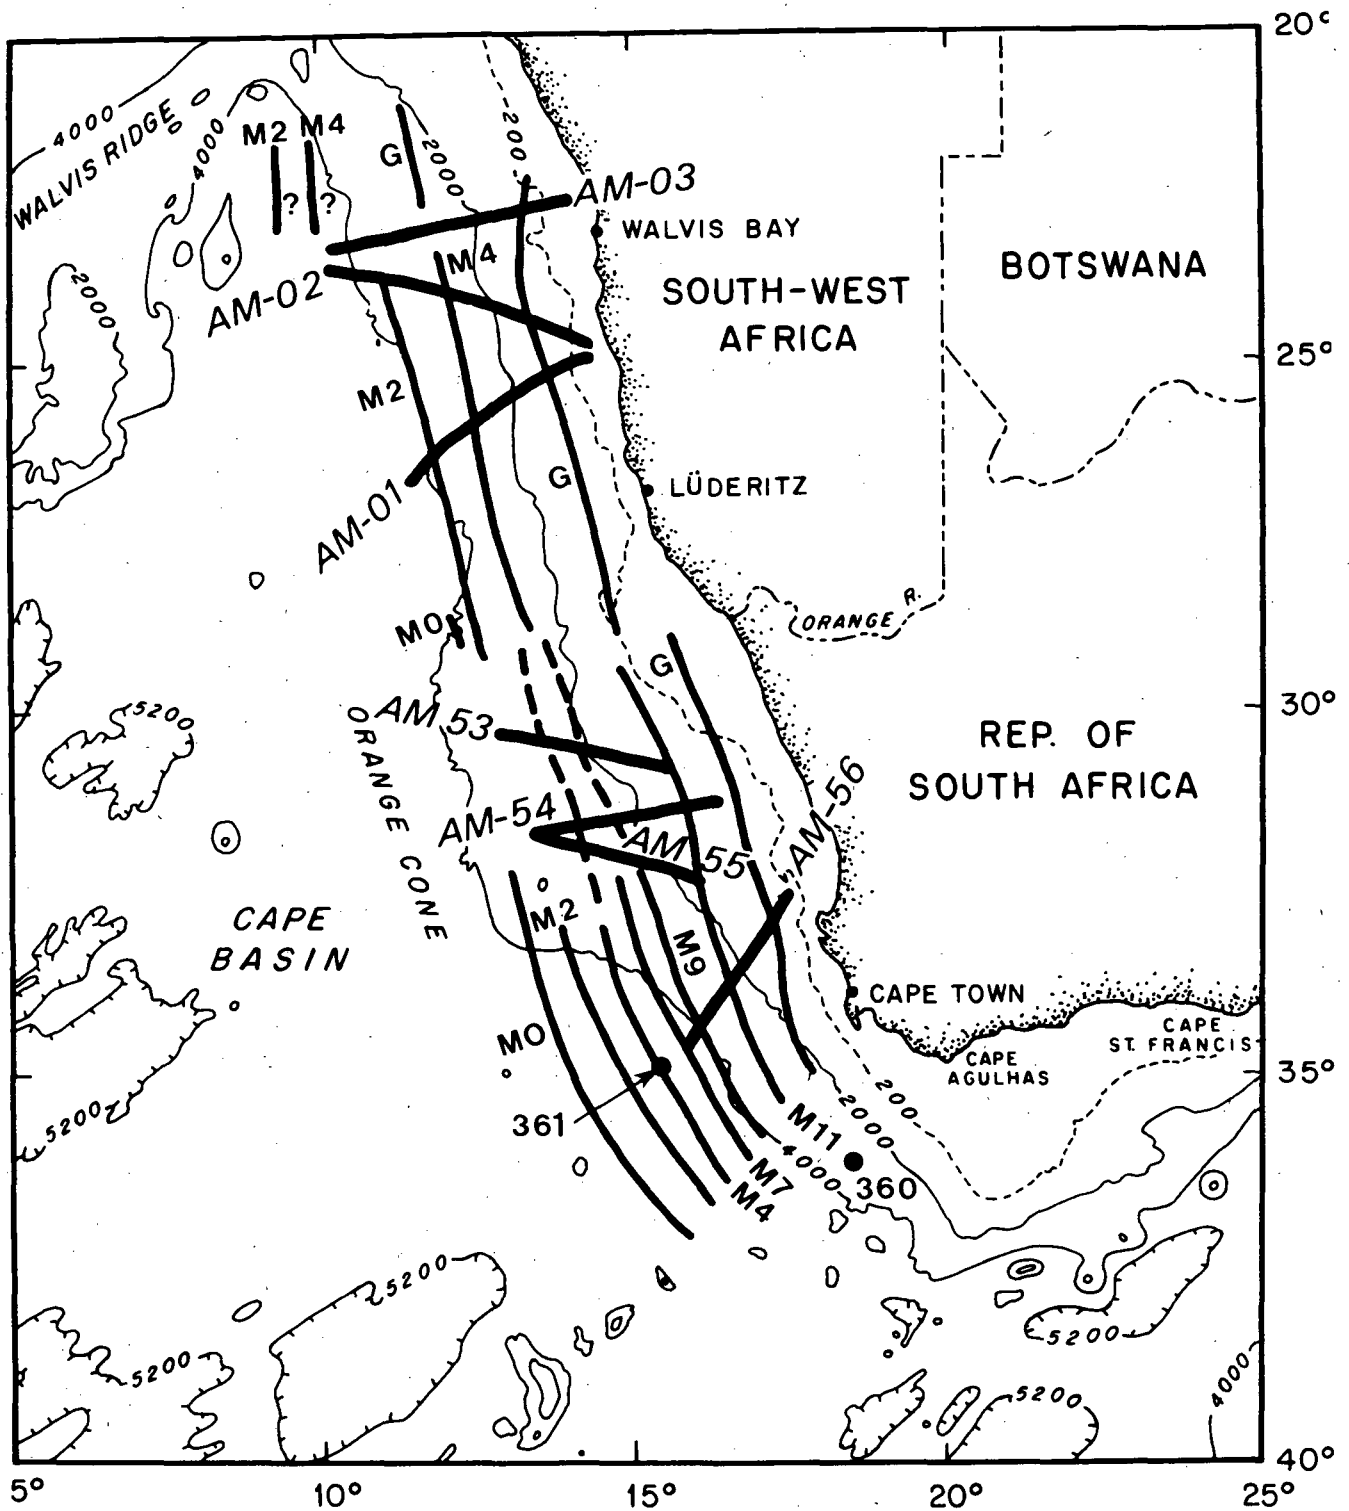 20°
4000
WALVIS RIDGE
4000
M2 M4
? ?
G
2000
200
AM-03
WALVIS BAY
M4
BOTSWANA
SOUTH-WEST
AFRICA
AM-02
2000
25°
M2
G
LÜDERITZ
AM-01
MO
ORANGE R.
G
5200
AM 53
30°
ORANGE CONE
REP. OF
SOUTH AFRICA
AM-54
AM 55
AM-56
CAPE
BASIN
M2
M9
CAPE TOWN
MO
CAPE
ST. FRANCIS
CAPE
AGULHAS
35°
361
5200
200
2000
M11
4000
360
M7
M4
5200
5200
5200
5200
4000
40°
5° 10° 15° 20° 25°